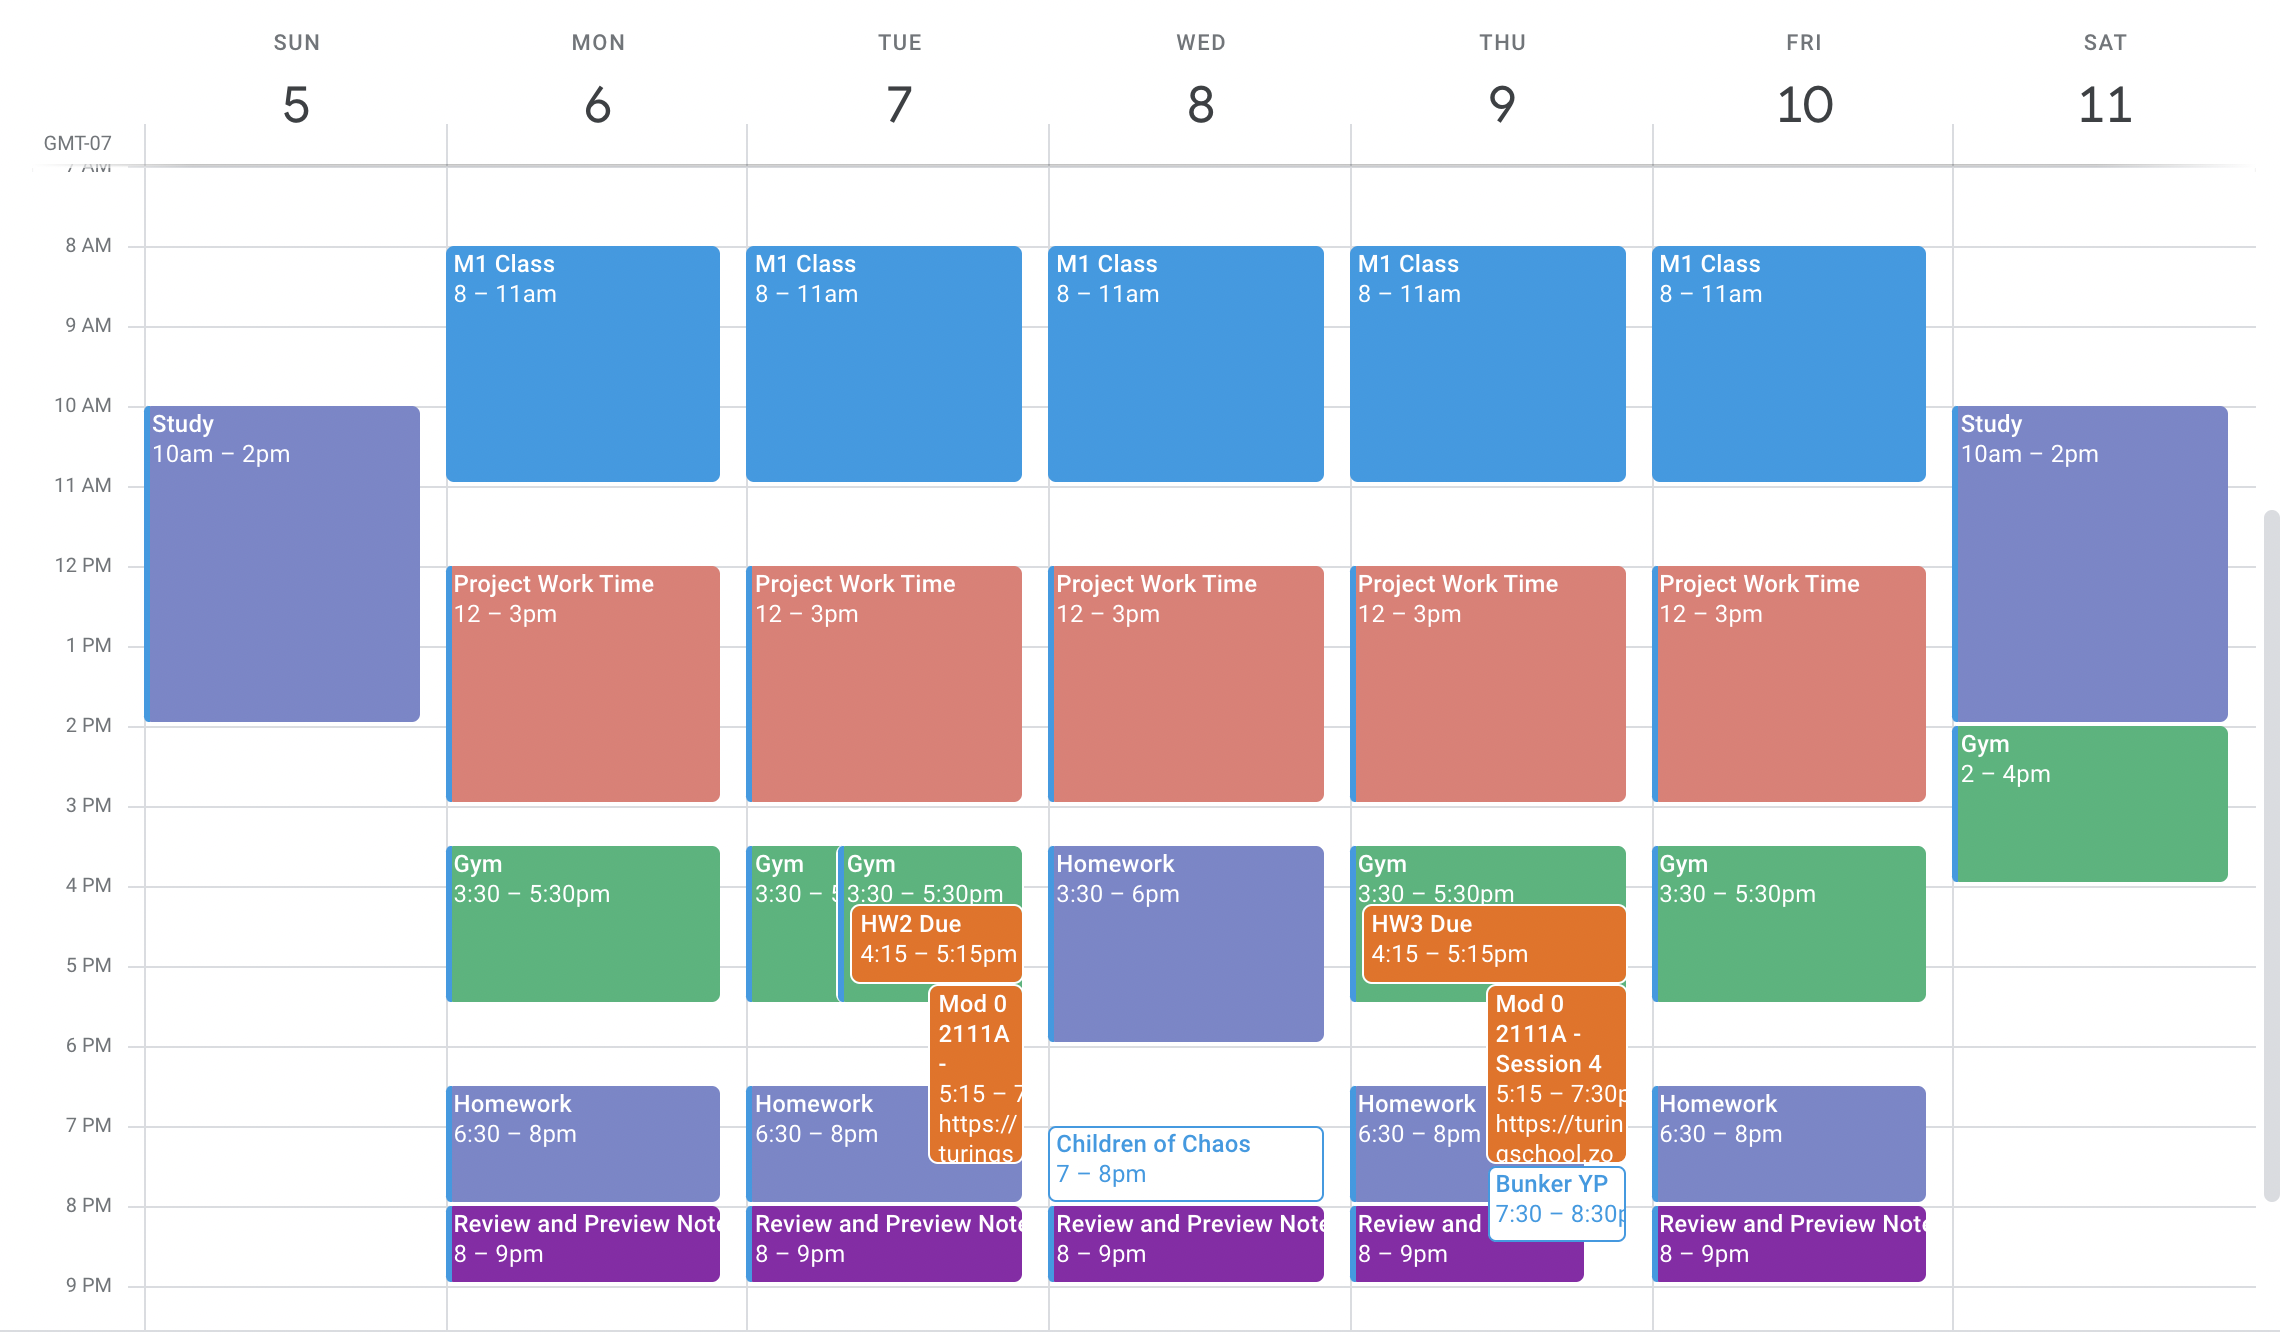 SUN MON TUE WED THU FRI SAT
5 6 7 8 9 10 11
GMT-07
7 AM
8 AM
M1 Class
8 – 11am
M1 Class
8 – 11am
M1 Class
8 – 11am
M1 Class
8 – 11am
M1 Class
8 – 11am
9 AM
10 AM
Study
10am – 2pm
Study
10am – 2pm
11 AM
12 PM
Project Work Time
12 – 3pm
Project Work Time
12 – 3pm
Project Work Time
12 – 3pm
Project Work Time
12 – 3pm
Project Work Time
12 – 3pm
1 PM
2 PM
Gym
2 – 4pm
3 PM
Gym
3:30 – 5:30pm
Gym
3:30 – 5
Gym
3:30 – 5:30pm
Homework
3:30 – 6pm
Gym
3:30 – 5:30pm
Gym
3:30 – 5:30pm
4 PM
HW2 Due
4:15 – 5:15pm
HW3 Due
4:15 – 5:15pm
5 PM
Mod 0
2111A
-
5:15 – 7
https://
turings
Mod 0
2111A -
Session 4
5:15 – 7:30p
https://turin
gschool.zo
6 PM
Homework
6:30 – 8pm
Homework
6:30 – 8pm
Homework
6:30 – 8pm
Homework
6:30 – 8pm
7 PM
Children of Chaos
7 – 8pm
Bunker YP
7:30 – 8:30p
8 PM
Review and Preview Note
8 – 9pm
Review and Preview Note
8 – 9pm
Review and Preview Note
8 – 9pm
Review and
8 – 9pm
Review and Preview Note
8 – 9pm
9 PM